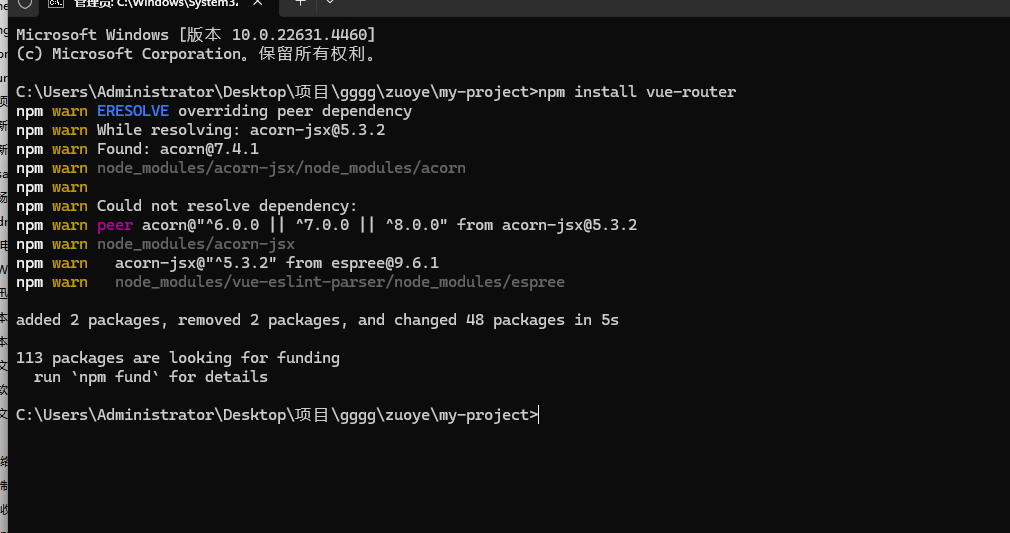 管理员: C:\Windows\System3
Microsoft Windows [版本 10.0.22631.4460]
(c) Microsoft Corporation。保留所有权利。
C:\Users\Administrator\Desktop\项目\gggg\zuoye\my-project>npm install vue-router
npm warn ERESOLVE overriding peer dependency
npm warn While resolving: acorn-jsx@5.3.2
npm warn Found: acorn@7.4.1
npm warn node_modules/acorn-jsx/node_modules/acorn
npm warn
npm warn Could not resolve dependency:
npm warn peer acorn@"^6.0.0 || ^7.0.0 || ^8.0.0" from acorn-jsx@5.3.2
npm warn node_modules/acorn-jsx
npm warn   acorn-jsx@"^5.3.2" from espree@9.6.1
npm warn   node_modules/vue-eslint-parser/node_modules/espree
added 2 packages, removed 2 packages, and changed 48 packages in 5s
113 packages are looking for funding
  run `npm fund` for details
C:\Users\Administrator\Desktop\项目\gggg\zuoye\my-project>